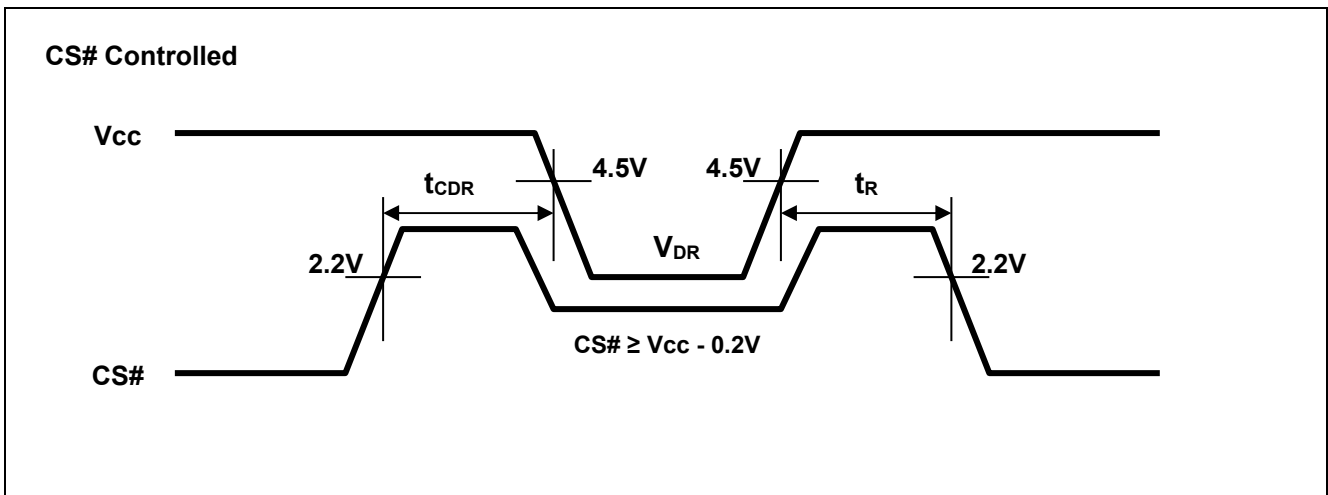 CS# Controlled
Vcc
4.5V
4.5V
tCDR
tR
VDR
2.2V
2.2V
CS# ≥ Vcc - 0.2V
CS#